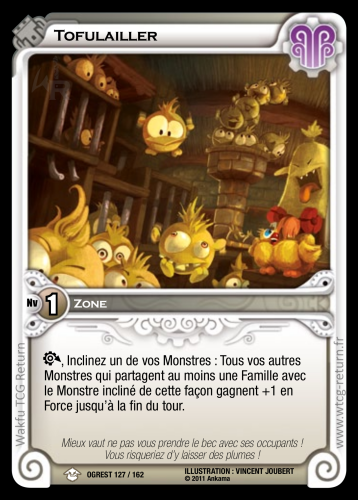 Tofulailler
Nv 1 Zone
, Inclinez un de vos Monstres : Tous vos autres
Monstres qui partagent au moins une Famille avec
le Monstre incliné de cette façon gagnent +1 en
Force jusqu'à la fin du tour.
Mieux vaut ne pas vous prendre le bec avec ses occupants !
Vous risqueriez d'y laisser des plumes !
OGREST 127 / 162
ILLUSTRATION : VINCENT JOUBERT
© 2011 Ankama
Wakfu TCG Return
www.wtcg-return.fr